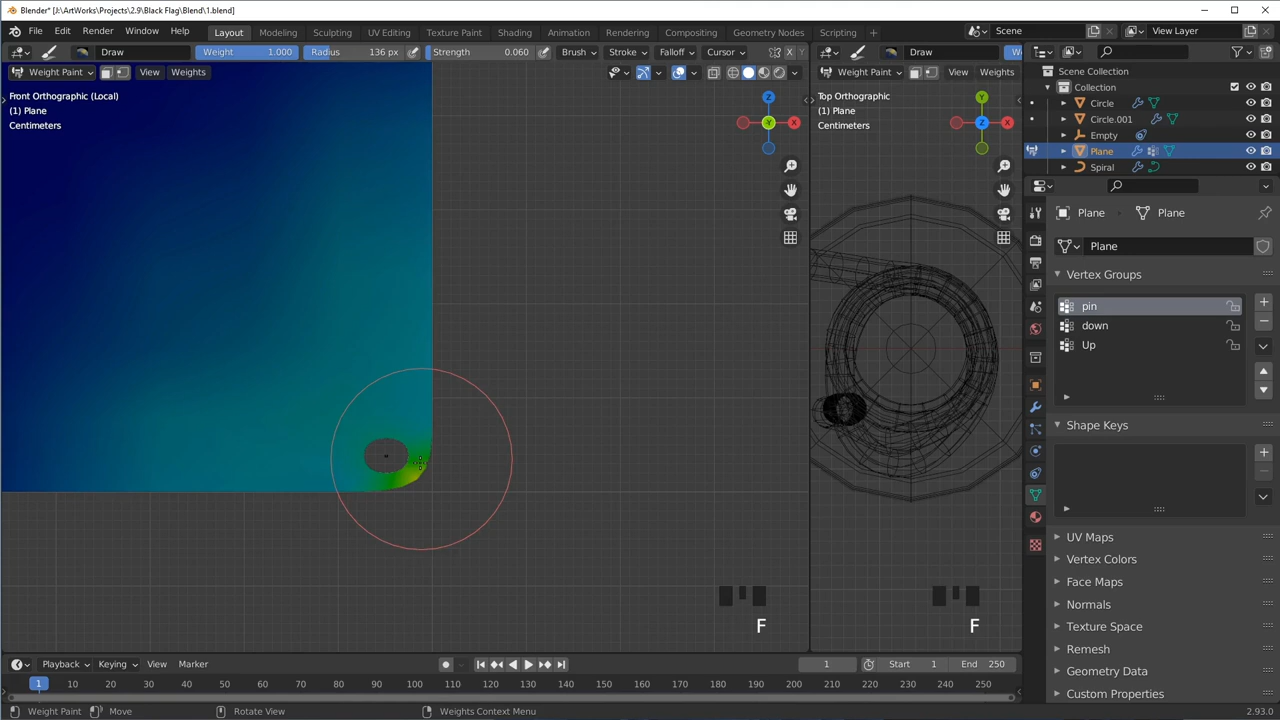 Blender* [J:\ArtWorks\Projects\2.9\Black Flag\Blend\1.blend]
File Edit Render Window Help Layout Modeling Sculpting UV Editing Texture Paint Shading Animation Rendering Compositing Geometry Nodes Scripting Scene View Layer
Draw Weight 1.000 Radius 136 px Strength 0.060 Brush Stroke Falloff Cursor X Y Draw
Weight Paint View Weights Weight Paint View Weights
Scene Collection
Collection
Circle
Circle.001
Empty
Plane
Spiral
Front Orthographic (Local)
(1) Plane
Centimeters
Z
Y
X
Top Orthographic
(1) Plane
Centimeters
Y
Z
X
Plane Plane
Plane
Vertex Groups
pin
down
Up
Shape Keys
UV Maps
Vertex Colors
Face Maps
Normals
Texture Space
Remesh
Geometry Data
Custom Properties
F F
Playback Keying View Marker 1 Start 1 End 250
1 10 20 30 40 50 60 70 80 90 100 110 120 130 140 150 160 170 180 190 200 210 220 230 240 250
Weight Paint Move Rotate View Weights Context Menu 2.93.0